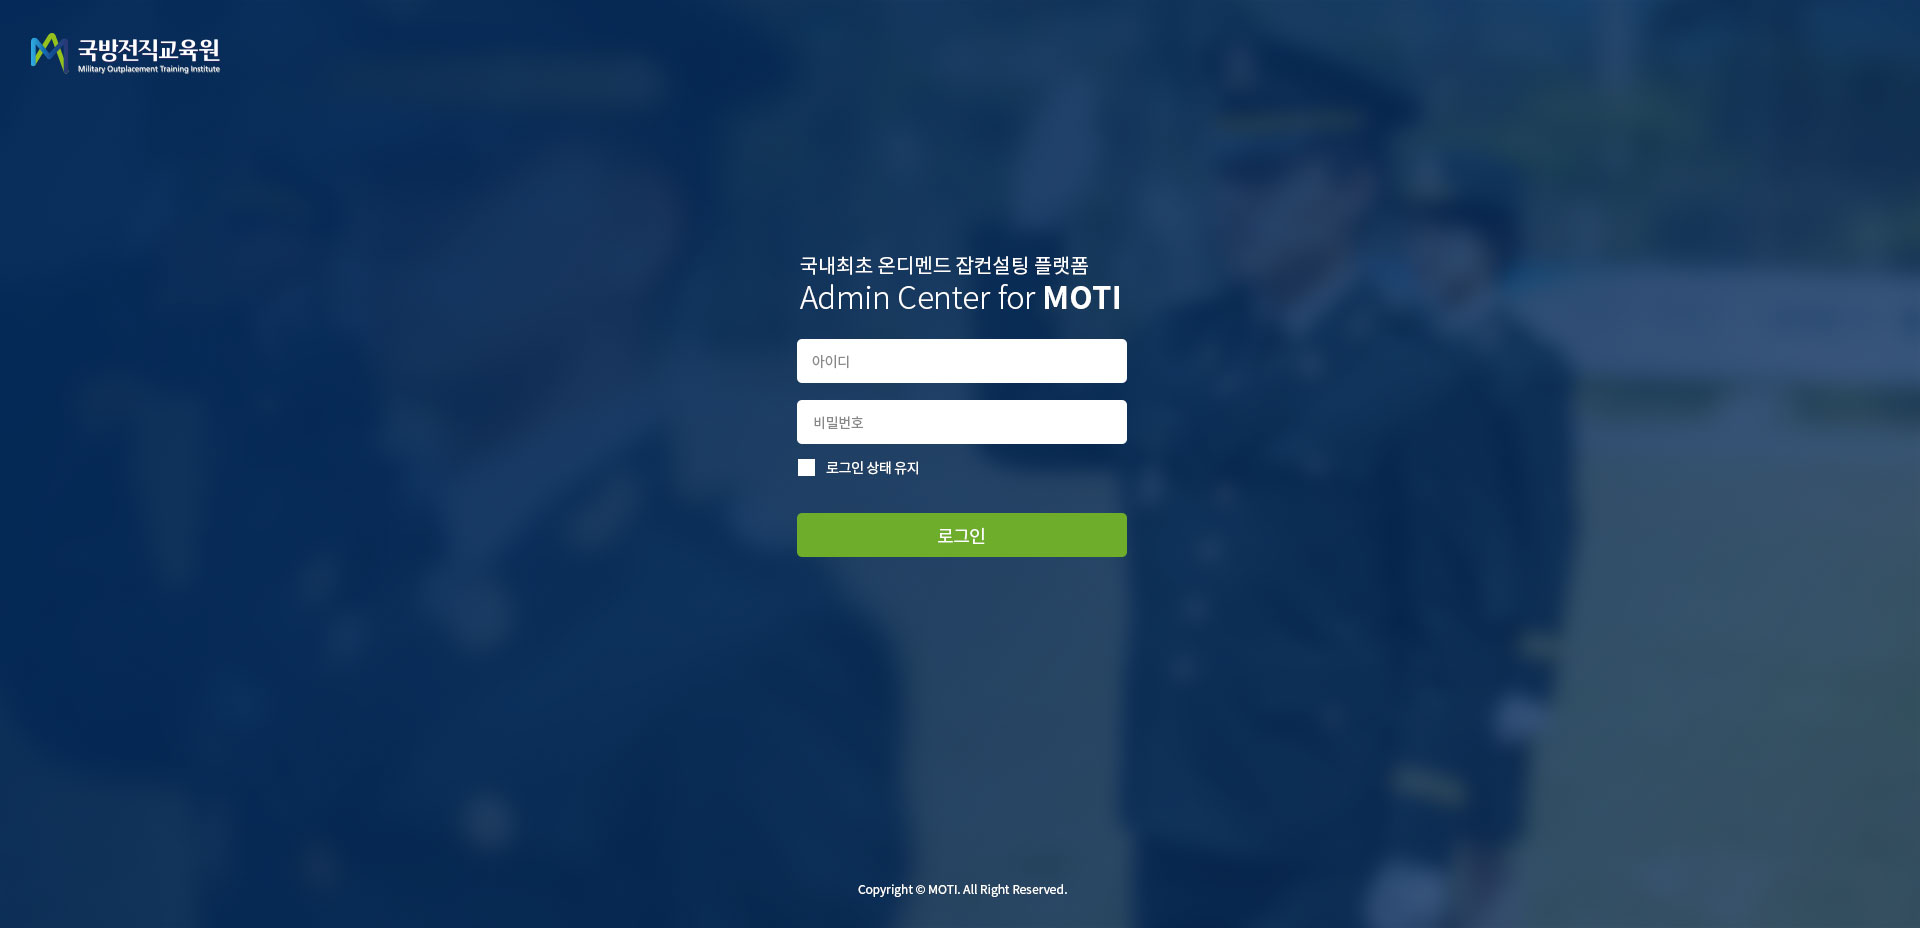 국방전직교육원
Military Outplacement Training Institute
국내최초 온디멘드 잡컨설팅 플랫폼
Admin Center for MOTI
아이디
비밀번호
로그인 상태 유지
로그인
Copyright © MOTI. All Right Reserved.